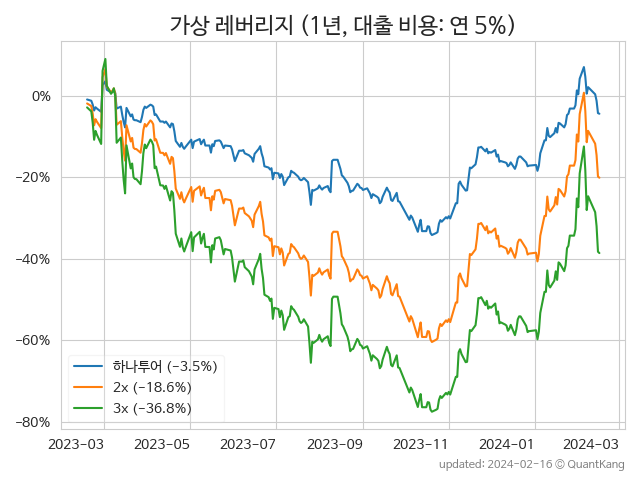 가상 레버리지 (1년, 대출 비용: 연 5%)
0%
−20%
−40%
−60%
−80%
하나투어 (−3.5%)
2x (−18.6%)
3x (−36.8%)
2023−03 2023−05 2023−07 2023−09 2023−11 2024−01 2024−03
updated: 2024−02−16 © QuantKang